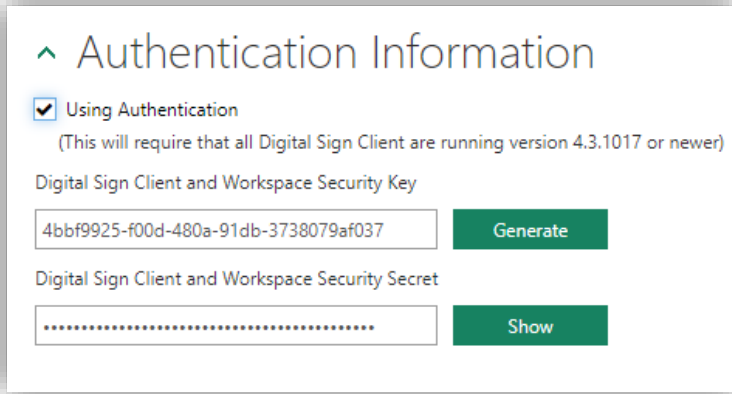 Authentication Information
Using Authentication
(This will require that all Digital Sign Client are running version 4.3.1017 or newer)
Digital Sign Client and Workspace Security Key
4bbf9925-f00d-480a-91db-3738079af037 Generate
Digital Sign Client and Workspace Security Secret
•••••••••••••••••••••••••••••••••••••••••••• Show